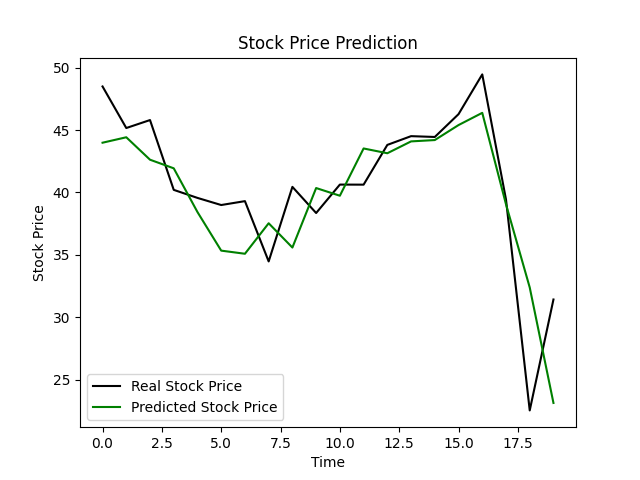 Stock Price Prediction
50
45
40
35
30
25
Stock Price
Real Stock Price
Predicted Stock Price
0.0 2.5 5.0 7.5 10.0 12.5 15.0 17.5
Time